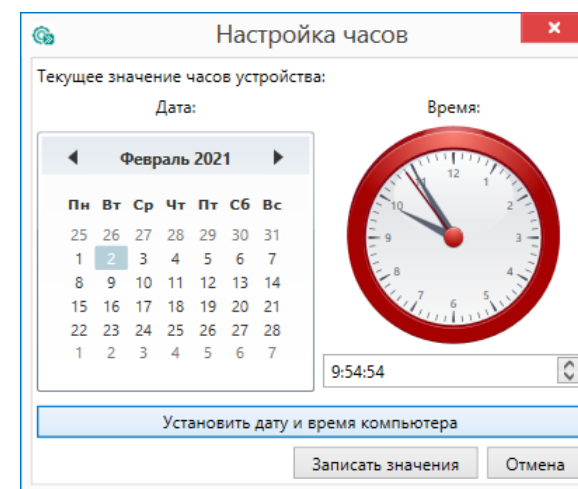 Настройка часов
Текущее значение часов устройства:
Дата:
Февраль 2021
Пн Вт Ср Чт Пт Сб Вс
25 26 27 28 29 30 31
1 2 3 4 5 6 7
8 9 10 11 12 13 14
15 16 17 18 19 20 21
22 23 24 25 26 27 28
1 2 3 4 5 6 7
Время:
12
11 1
10 2
9 3
8 4
7 5
6
9:54:54
Установить дату и время компьютера
Записать значения Отмена